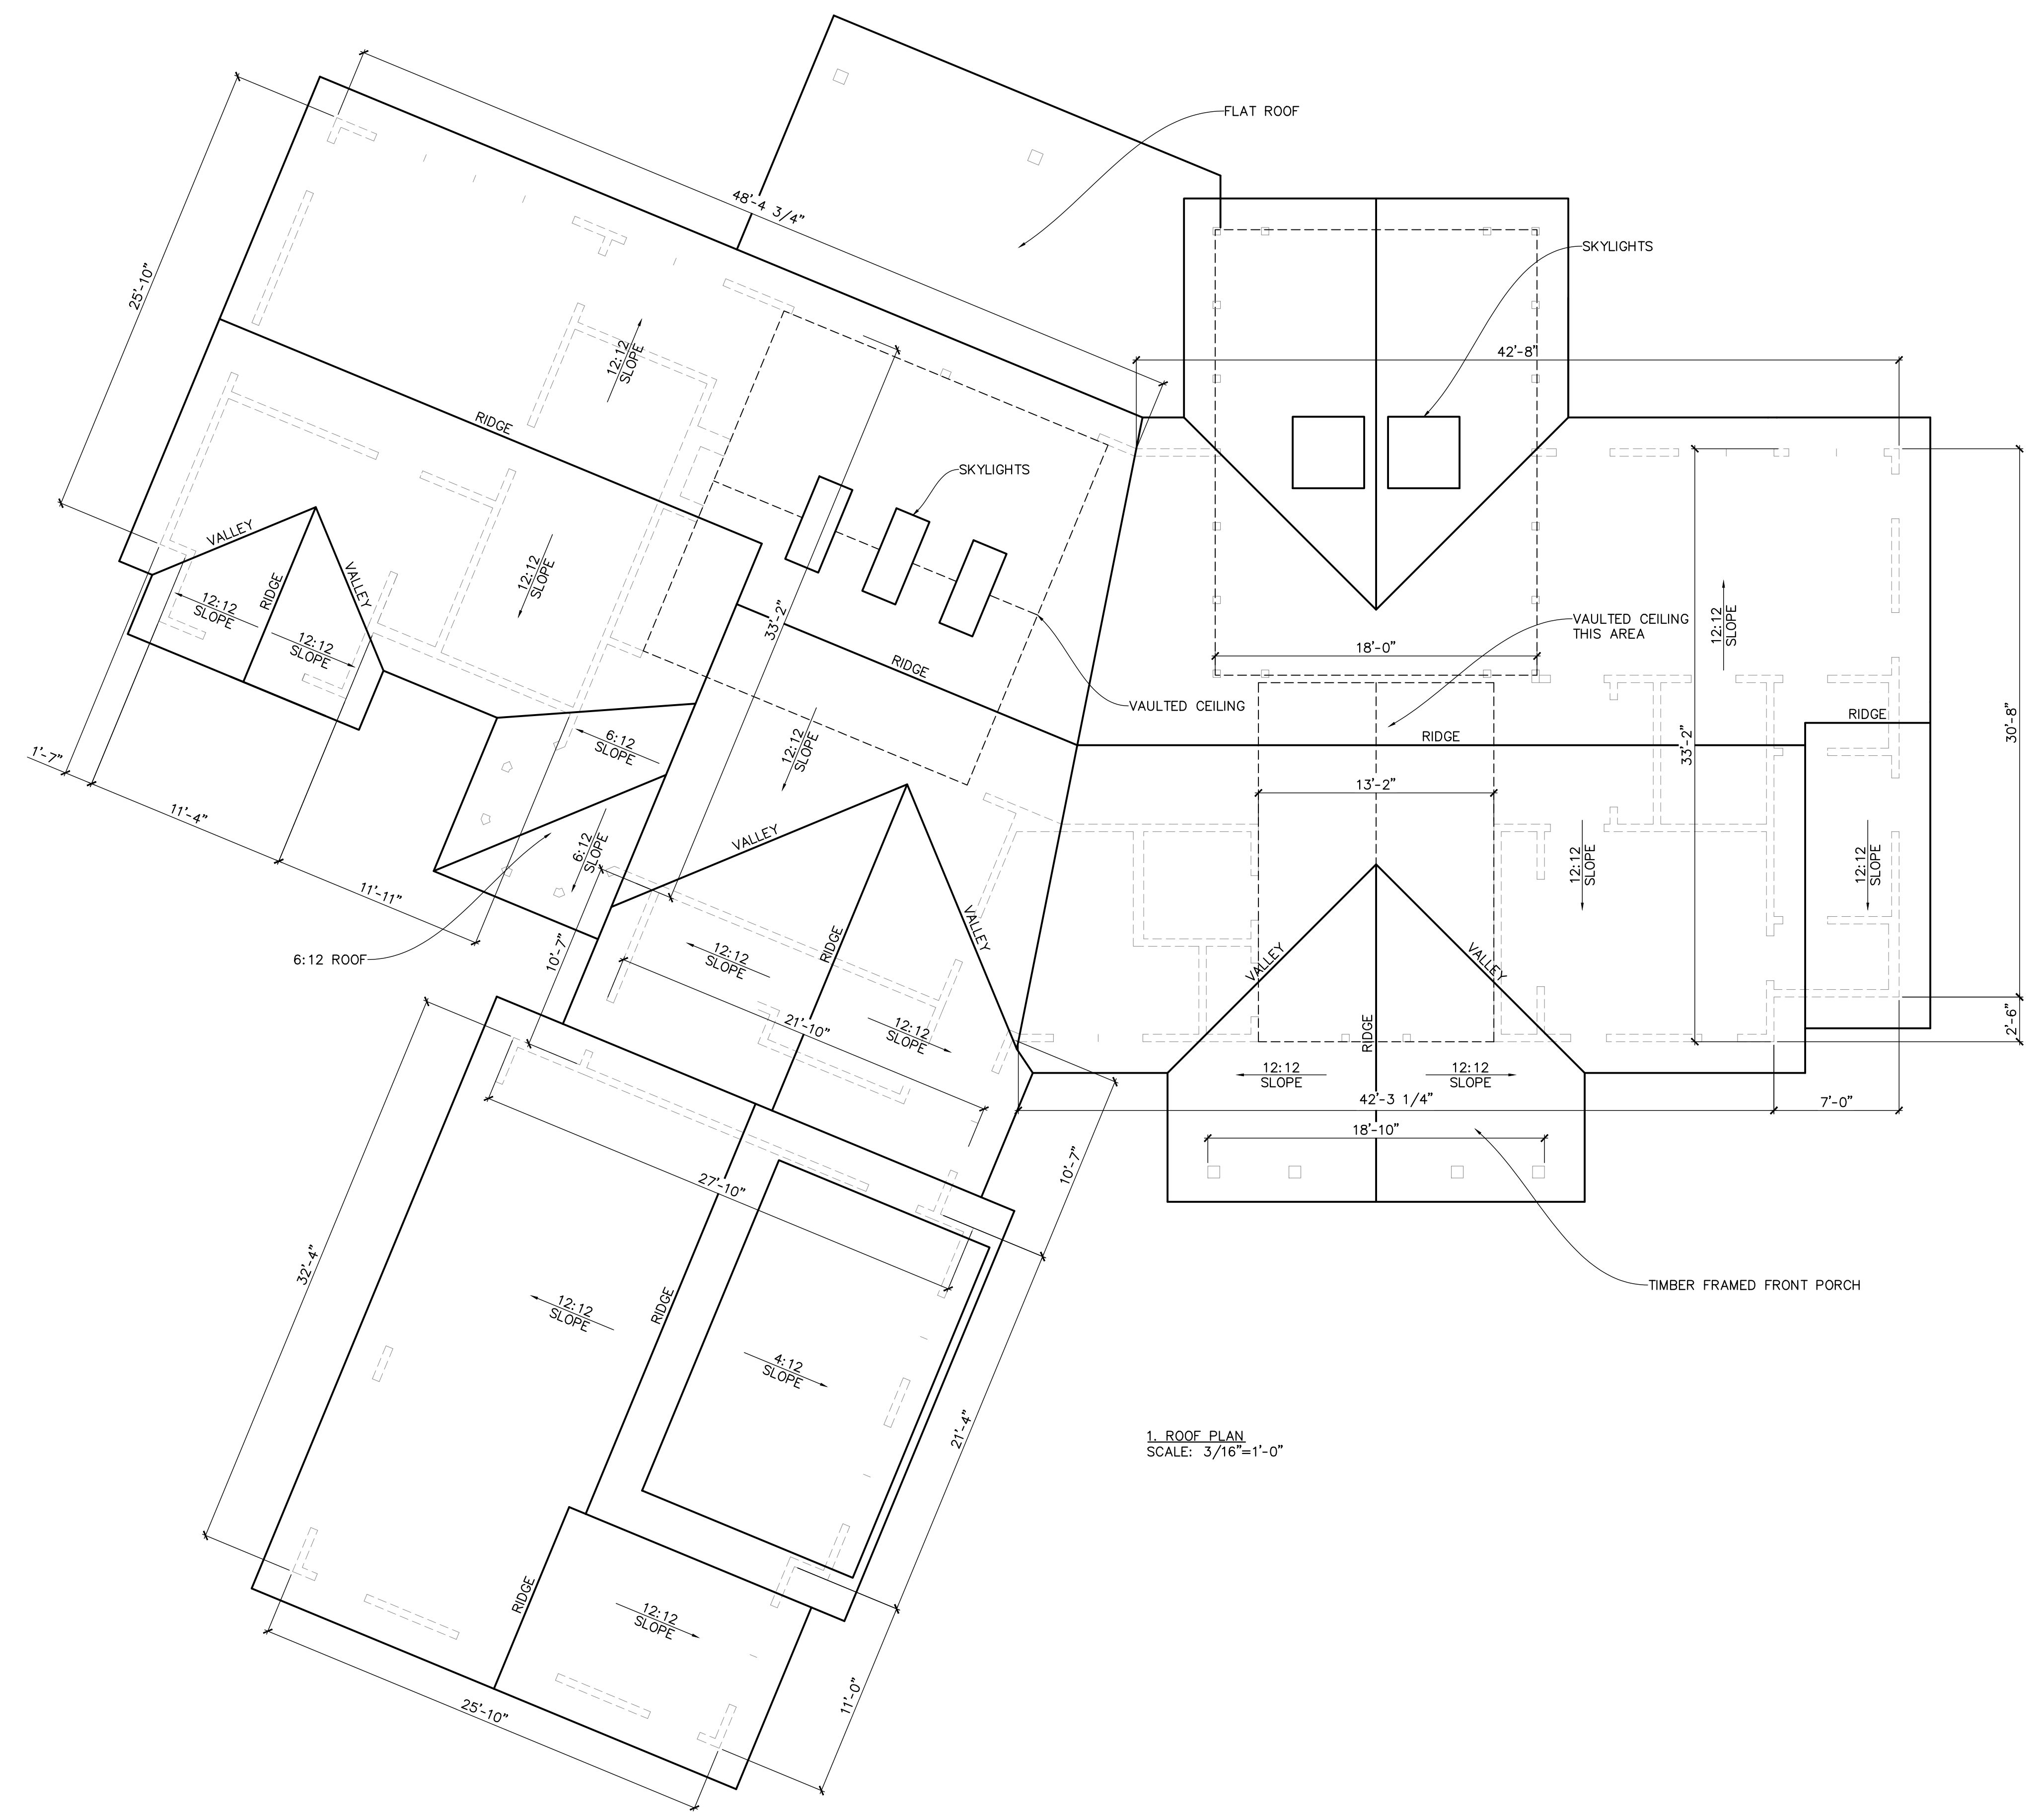 FLAT ROOF
48'-4 3/4"
SKYLIGHTS
25'-10"
42'-8"
12:12
SLOPE
RIDGE
SKYLIGHTS
VALLEY
12:12
SLOPE
RIDGE
VALLEY
12:12
SLOPE
12:12
SLOPE
33'-2"
12:12
SLOPE
VAULTED CEILING
THIS AREA
18'-0"
RIDGE
VAULTED CEILING
RIDGE
RIDGE
33'-2"
30'-8"
6:12
SLOPE
12:12
SLOPE
1'-7"
13'-2"
11'-4"
VALLEY
6:12
SLOPE
12:12
SLOPE
12:12
SLOPE
11'-11"
VALLEY
RIDGE
VALLEY
VALLEY
6:12 ROOF
10'-7"
12:12
SLOPE
21'-10"
12:12
SLOPE
RIDGE
2'-6"
12:12
SLOPE
12:12
SLOPE
42'-3 1/4"
7'-0"
18'-10"
10'-7"
27'-10"
32'-4"
TIMBER FRAMED FRONT PORCH
12:12
SLOPE
RIDGE
4:12
SLOPE
21'-4"
1. ROOF PLAN
SCALE: 3/16"=1'-0"
RIDGE
12:12
SLOPE
11'-0"
25'-10"